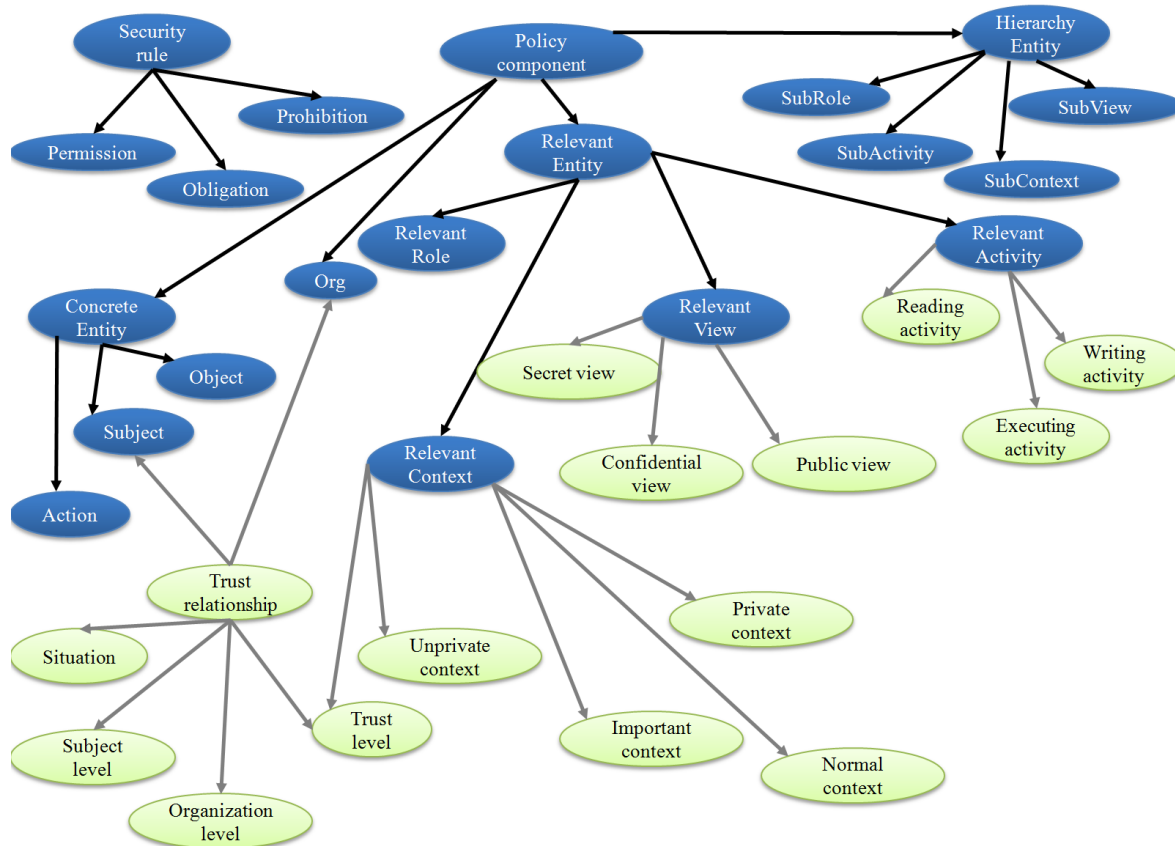 Security
rule
Policy
component
Hierarchy
Entity
Prohibition
SubRole
SubView
Permission
Obligation
Relevant
Entity
SubActivity
SubContext
Relevant
Role
Relevant
Activity
Org
Concrete
Entity
Relevant
View
Reading
activity
Writing
activity
Object
Secret view
Subject
Executing
activity
Relevant
Context
Confidential
view
Public view
Action
Trust
relationship
Private
context
Situation
Unprivate
context
Subject
level
Trust
level
Important
context
Normal
context
Organization
level